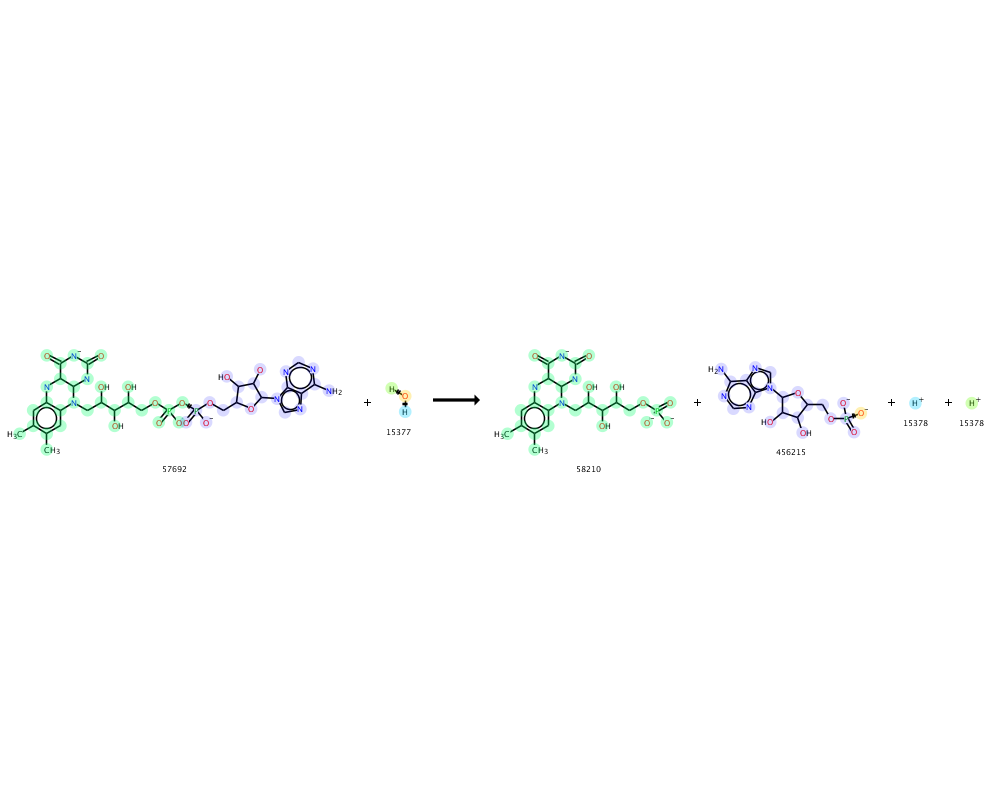 O N⁻ O
N N
N
OH OH
O O O
P P
O O⁻ O O⁻
OH
H₃C
CH₃
HO O
O
N N
N N
N
NH₂
57692
+
H
O
H
15377
O N⁻ O
N N
N
OH OH
O O
P
O⁻ O⁻
OH
H₃C
CH₃
58210
+
H₂N
N N
N N
O
HO OH
O
O⁻
P O⁻
O
456215
+
H⁺
15378
+
H⁺
15378